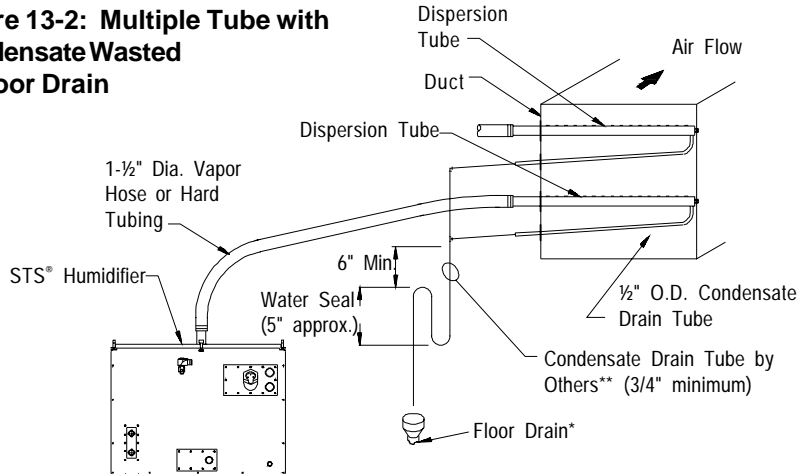 re 13-2: Multiple Tube with
densate Wasted
oor Drain
Dispersion
Tube
Air Flow
Duct
Dispersion Tube
1-½" Dia. Vapor
Hose or Hard
Tubing
STS® Humidifier
6" Min.
Water Seal
(5" approx.)
½" O.D. Condensate
Drain Tube
Condensate Drain Tube by
Others** (3/4" minimum)
Floor Drain*